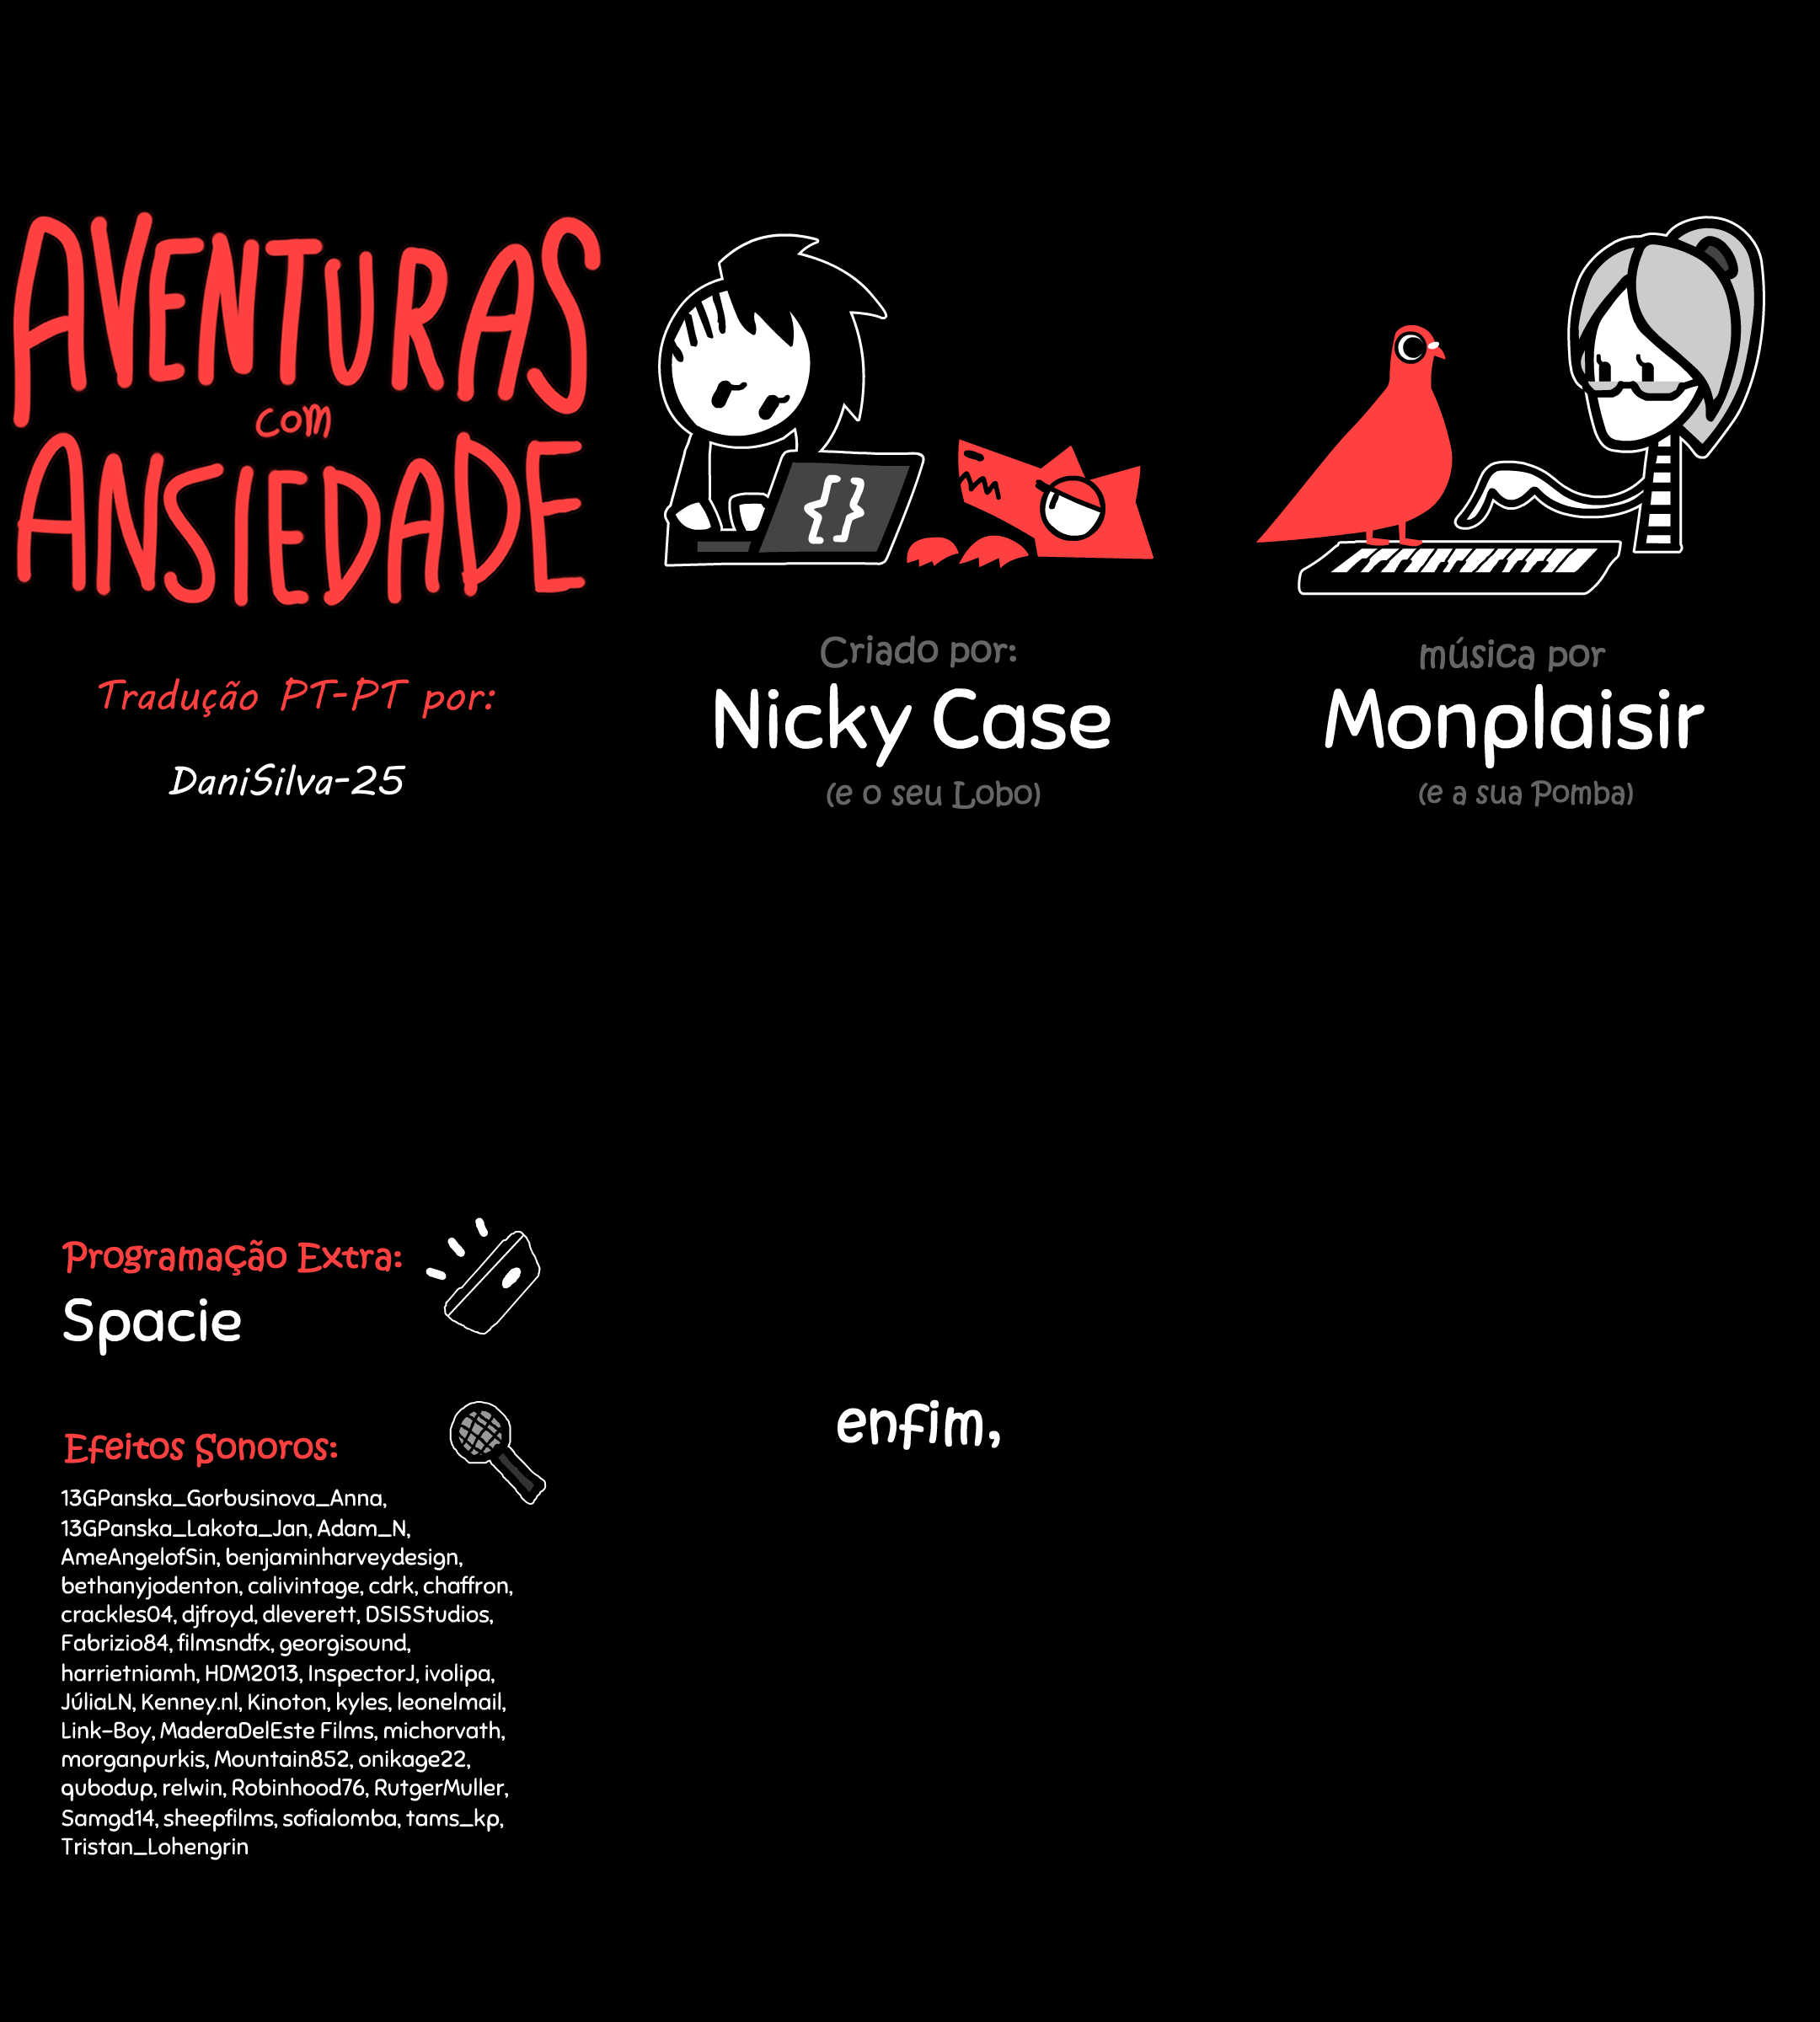 AVENTURAS
com
ANSIEDADE
Tradução PT-PT por:
DaniSilva-25
{}
Criado por:
Nicky Case
(e o seu Lobo)
música por
Monplaisir
(e a sua Pomba)
Programação Extra:
Spacie
Efeitos Sonoros:
13GPanska_Gorbusinova_Anna,
13GPanska_Lakota_Jan, Adam_N,
AmeAngelofSin, benjaminharveydesign,
bethanyjodenton, calivintage, cdrk, chaffron,
crackles04, djfroyd, dleverett, DSISStudios,
Fabrizio84, filmsndfx, georgisound,
harrietniamh, HDM2013, InspectorJ, ivolipa,
JúliaLN, Kenney.nl, Kinoton, kyles, leonelmail,
Link-Boy, MaderaDelEste Films, michorvath,
morganpurkis, Mountain852, onikage22,
qubodup, relwin, Robinhood76, RutgerMuller,
Samgd14, sheepfilms, sofialomba, tams_kp,
Tristan_Lohengrin
enfim,